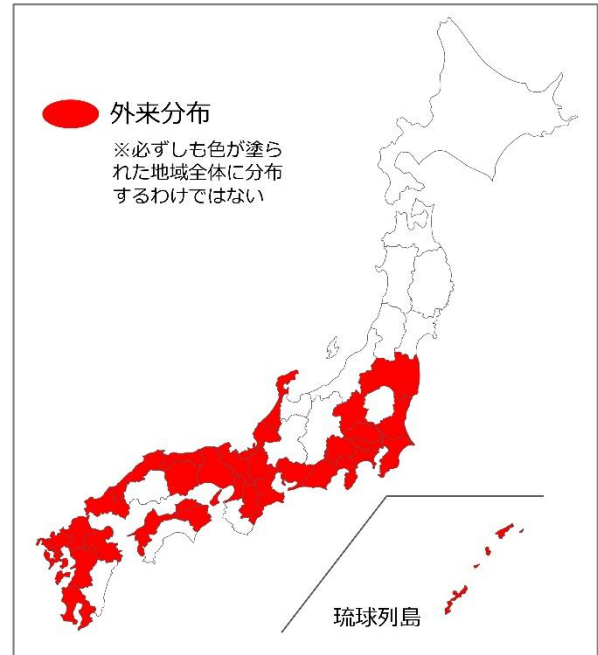 外来分布
※必ずしも色が塗ら
れた地域全体に分布
するわけではない
琉球列島